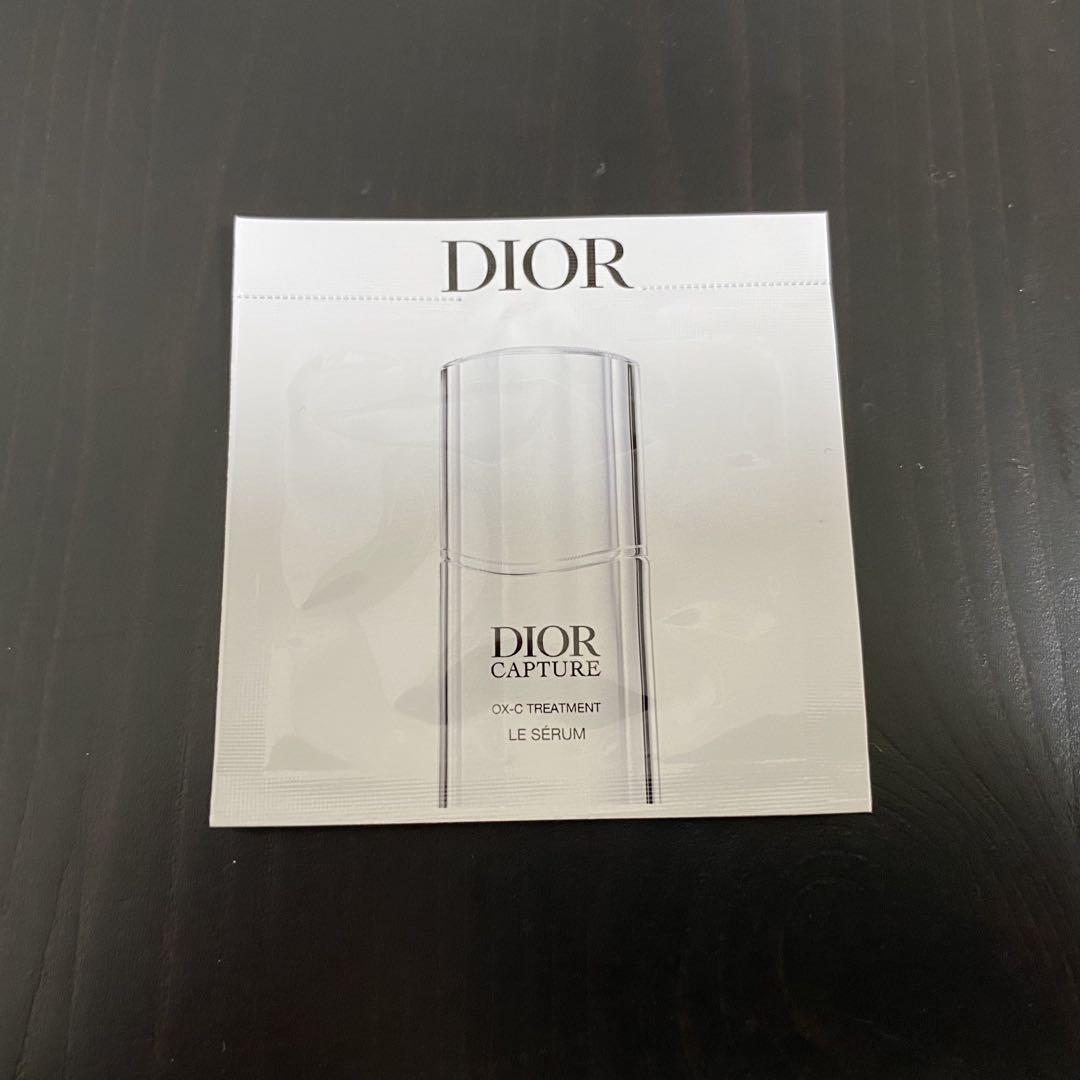 DIOR
DIOR
CAPTURE
OX-C TREATMENT
LE SÉRUM